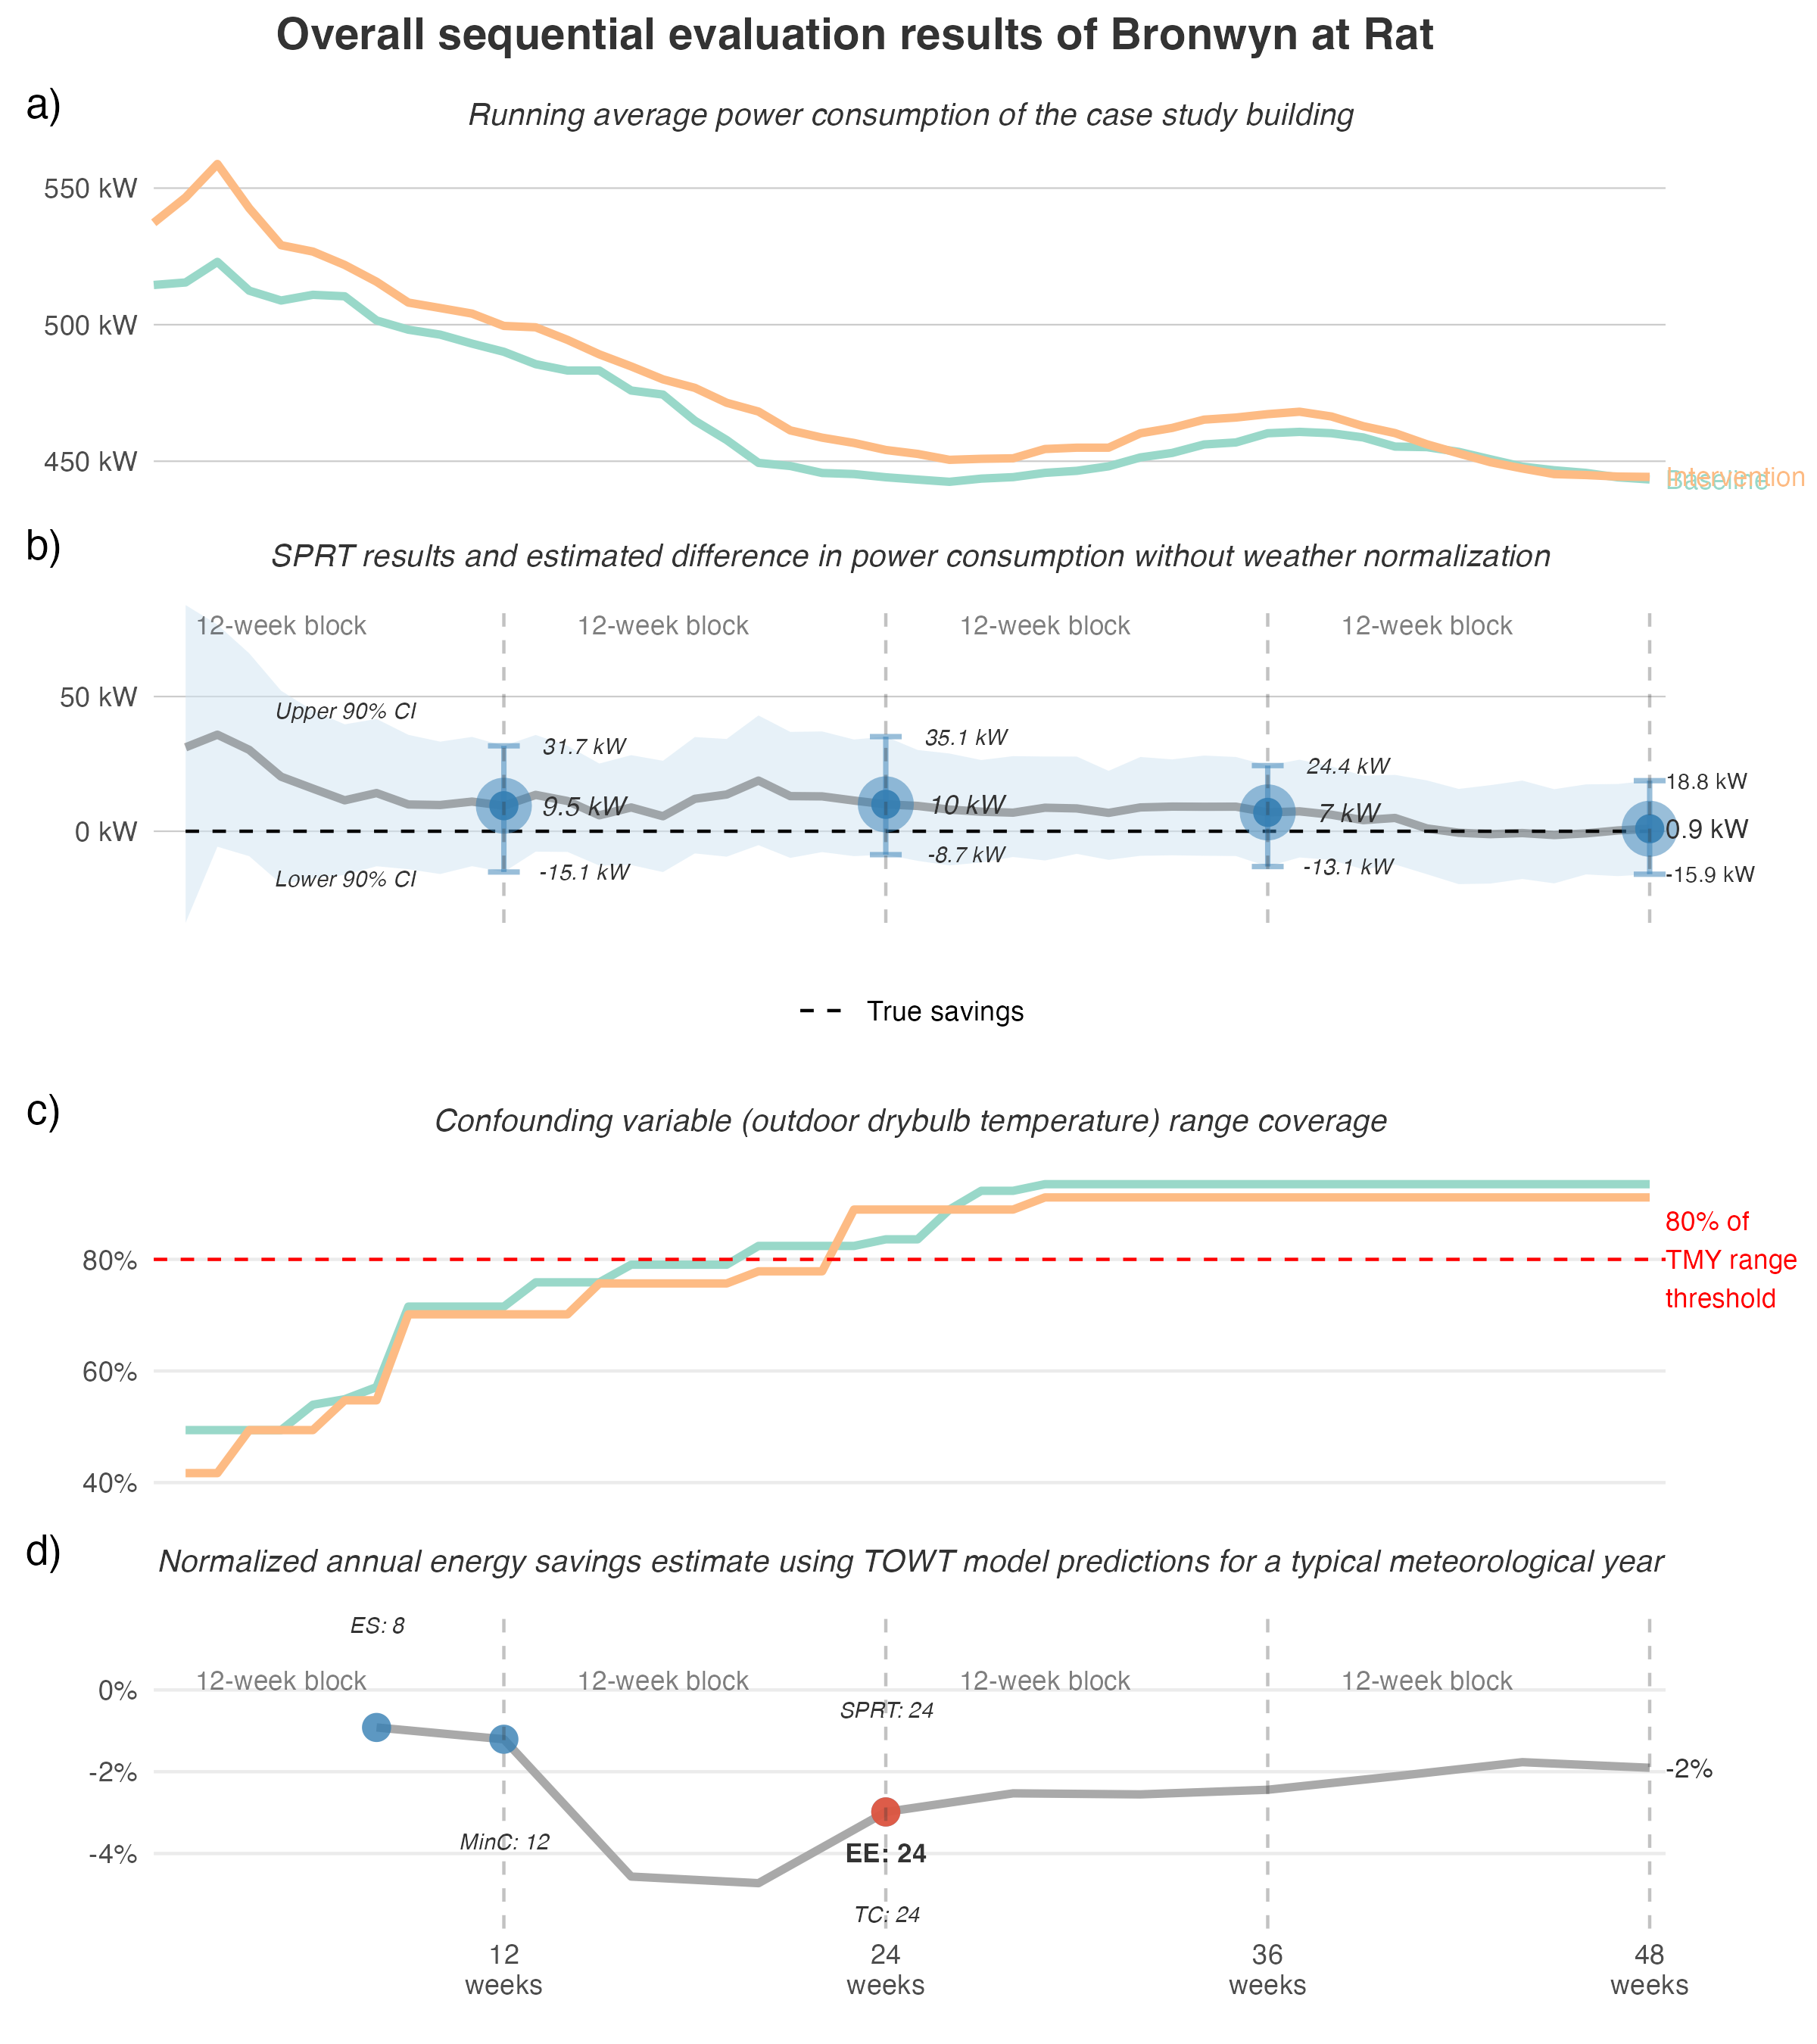 Overall sequential evaluation results of Bronwyn at Rat
a)
Running average power consumption of the case study building
550 kW
500 kW
450 kW
Intervention
Baseline
b)
SPRT results and estimated difference in power consumption without weather normalization
12-week block
12-week block
12-week block
12-week block
50 kW
0 kW
Upper 90% CI
Lower 90% CI
31.7 kW
9.5 kW
-15.1 kW
35.1 kW
10 kW
-8.7 kW
24.4 kW
7 kW
-13.1 kW
18.8 kW
0.9 kW
-15.9 kW
True savings
c)
Confounding variable (outdoor drybulb temperature) range coverage
80%
60%
40%
80% of
TMY range
threshold
d)
Normalized annual energy savings estimate using TOWT model predictions for a typical meteorological year
ES: 8
12-week block
12-week block
12-week block
12-week block
0%
-2%
-4%
SPRT: 24
MinC: 12
EE: 24
TC: 24
-2%
12
weeks
24
weeks
36
weeks
48
weeks